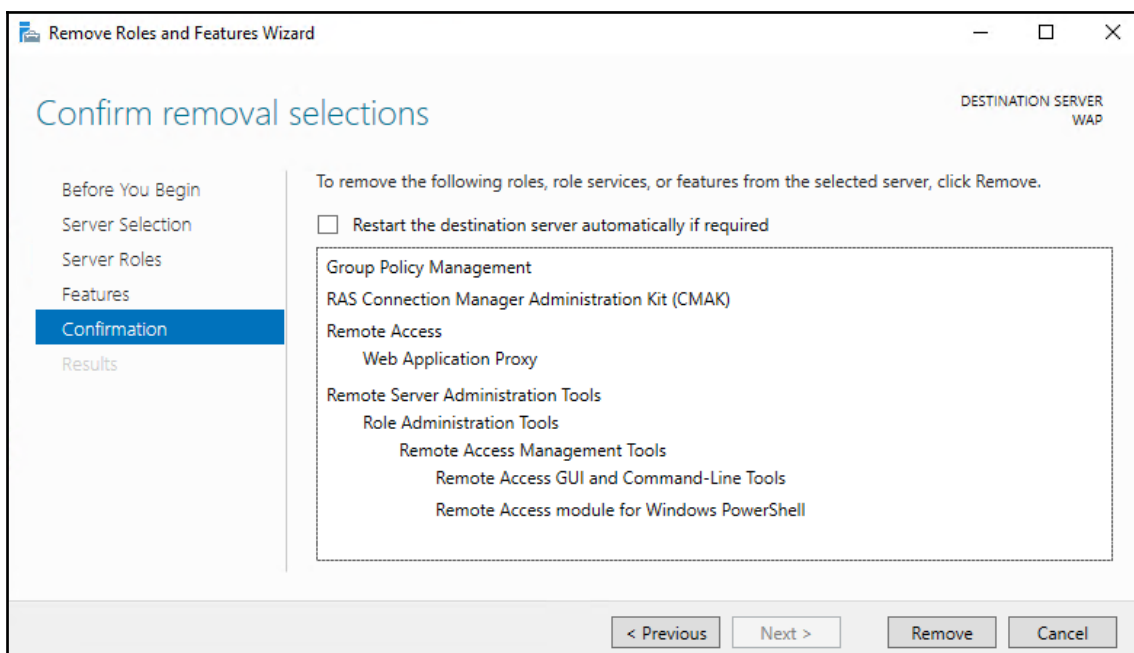 Remove Roles and Features Wizard
Confirm removal selections
DESTINATION SERVER
WAP
Before You Begin
Server Selection
Server Roles
Features
Confirmation
Results
To remove the following roles, role services, or features from the selected server, click Remove.
Restart the destination server automatically if required
Group Policy Management
RAS Connection Manager Administration Kit (CMAK)
Remote Access
Web Application Proxy
Remote Server Administration Tools
Role Administration Tools
Remote Access Management Tools
Remote Access GUI and Command-Line Tools
Remote Access module for Windows PowerShell
< Previous
Next >
Remove
Cancel